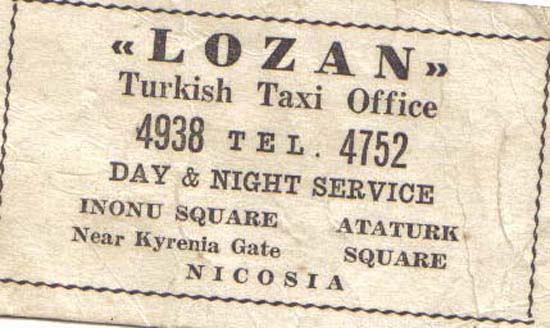 «LOZAN»
Turkish Taxi Office
4938 TEL. 4752
DAY & NIGHT SERVICE
INONU SQUARE ATATURK
Near Kyrenia Gate SQUARE
NICOSIA